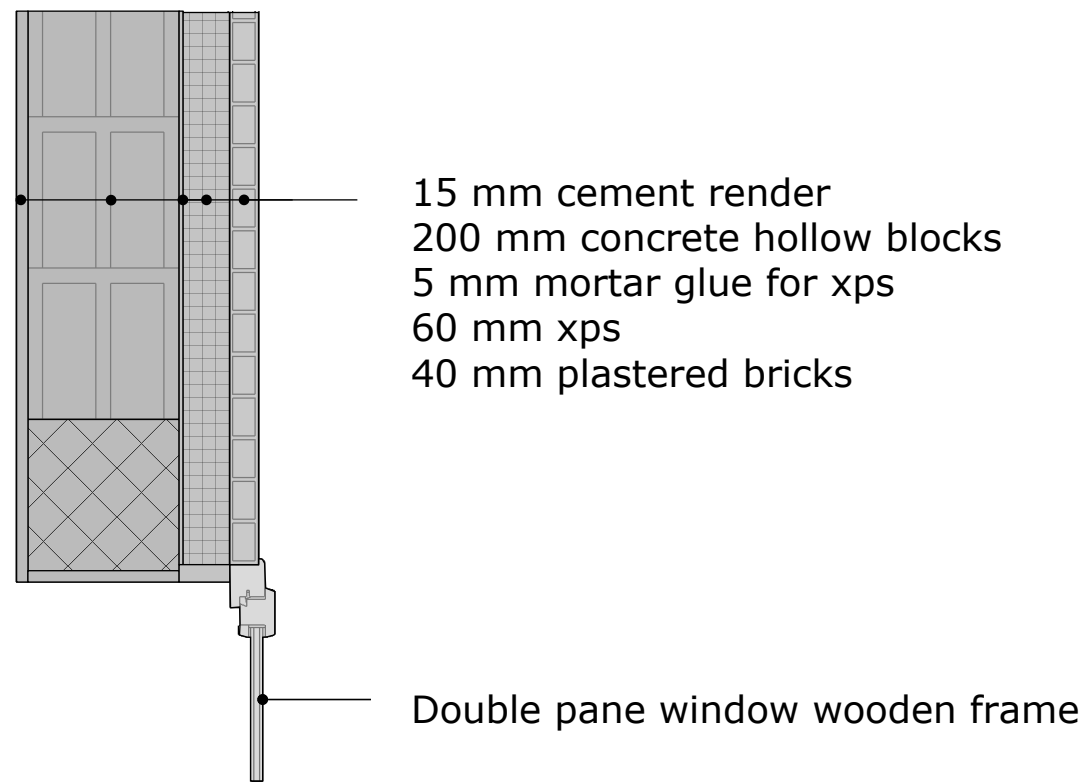 15 mm cement render
200 mm concrete hollow blocks
5 mm mortar glue for xps
60 mm xps
40 mm plastered bricks
Double pane window wooden frame